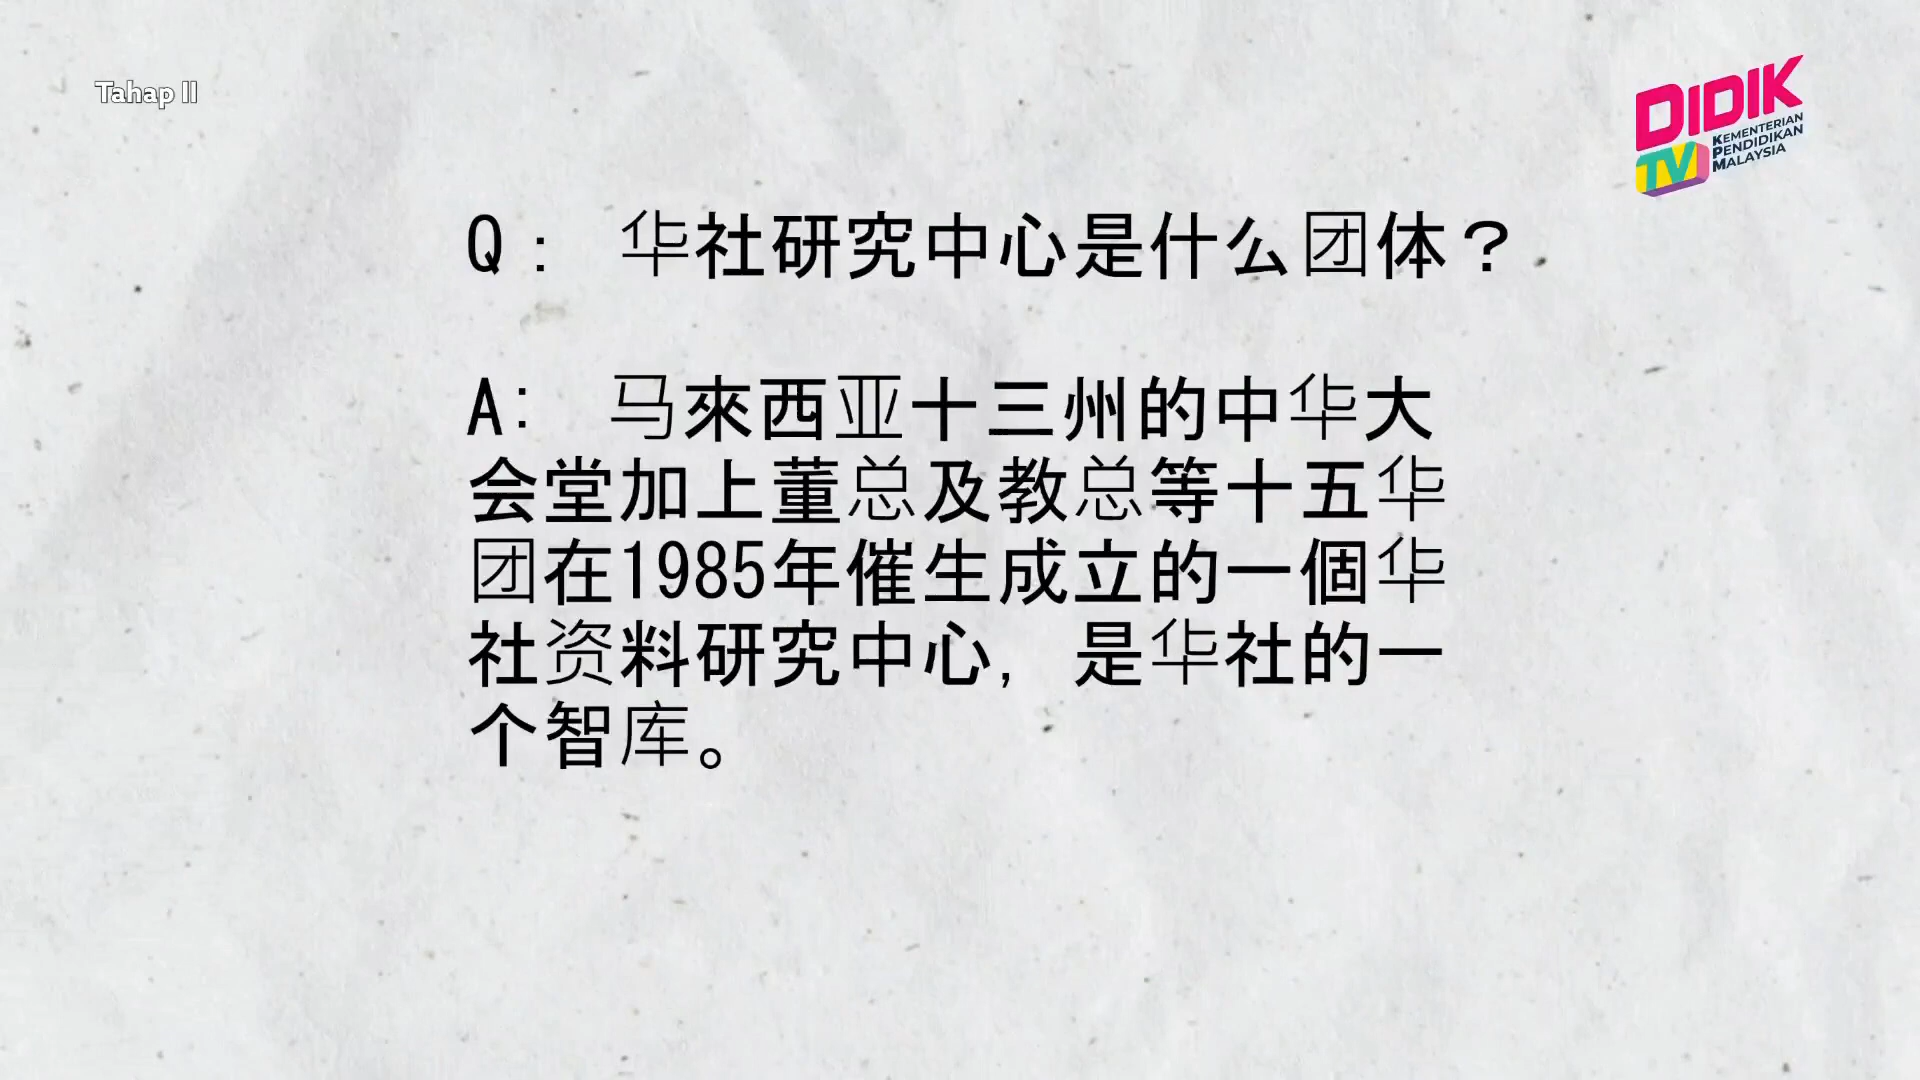 Tahap II
DIDIK
TV
KEMENTERIAN
PENDIDIKAN
MALAYSIA
Q： 华社研究中心是什么团体？
A： 马來西亚十三州的中华大
会堂加上董总及教总等十五华
团在1985年催生成立的一個华
社资料研究中心，是华社的一
个智库。